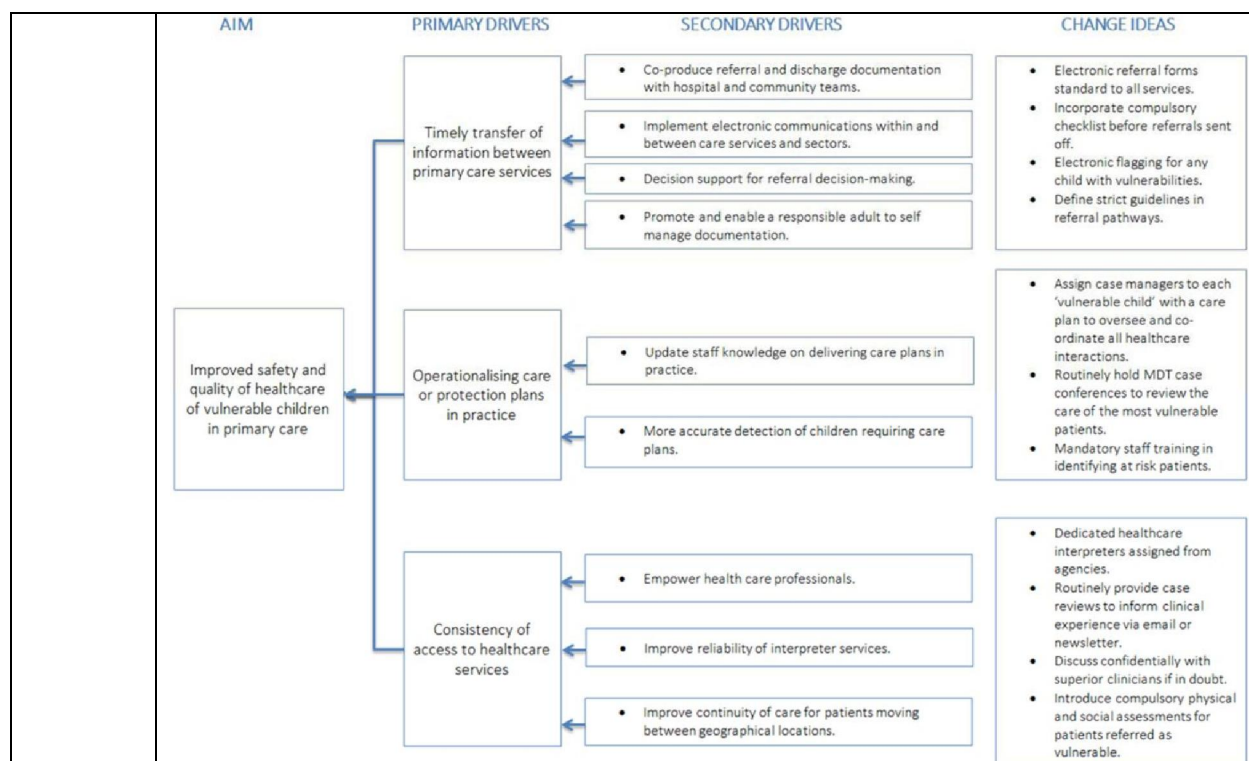 AIM
PRIMARY DRIVERS
SECONDARY DRIVERS
CHANGE IDEAS
Improved safety and
quality of healthcare
of vulnerable children
in primary care
Timely transfer of
information between
primary care services
• Co-produce referral and discharge documentation
with hospital and community teams.
• Implement electronic communications within and
between care services and sectors.
• Decision support for referral decision-making.
• Promote and enable a responsible adult to self
manage documentation.
• Electronic referral forms
standard to all services.
• Incorporate compulsory
checklist before referrals sent
off.
• Electronic flagging for any
child with vulnerabilities.
• Define strict guidelines in
referral pathways.
Operationalising care
or protection plans
in practice
• Update staff knowledge on delivering care plans in
practice.
• More accurate detection of children requiring care
plans.
• Assign case managers to each
'vulnerable child' with a care
plan to oversee and co-
ordinate all healthcare
interactions.
• Routinely hold MDT case
conferences to review the
care of the most vulnerable
patients.
• Mandatory staff training in
identifying at risk patients.
Consistency of
access to healthcare
services
• Empower health care professionals.
• Improve reliability of interpreter services.
• Improve continuity of care for patients moving
between geographical locations.
• Dedicated healthcare
interpreters assigned from
agencies.
• Routinely provide case
reviews to inform clinical
experience via email or
newsletter.
• Discuss confidentially with
superior clinicians if in doubt.
• Introduce compulsory physical
and social assessments for
patients referred as
vulnerable.